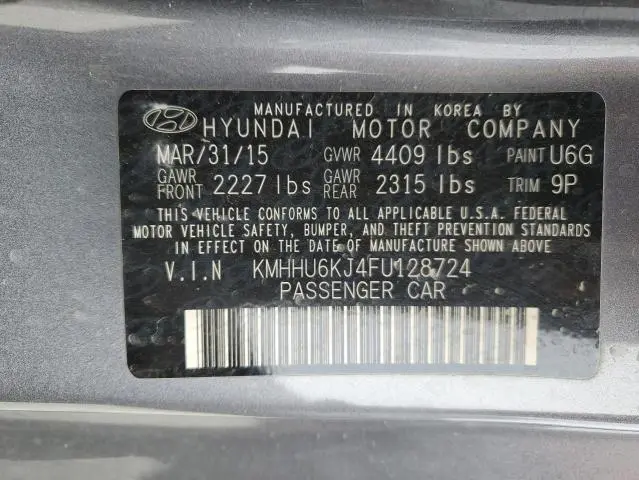 MANUFACTURED IN KOREA BY
HYUNDAI MOTOR COMPANY
MAR/31/15 GVWR 4409 lbs PAINT U6G
GAWR FRONT 2227 lbs GAWR REAR 2315 lbs TRIM 9P
THIS VEHICLE CONFORMS TO ALL APPLICABLE U.S.A. FEDERAL
MOTOR VEHICLE SAFETY, BUMPER, AND THEFT PREVENTION STANDARDS
IN EFFECT ON THE DATE OF MANUFACTURE SHOWN ABOVE
V.I.N KMHHU6KJ4FU128724
PASSENGER CAR